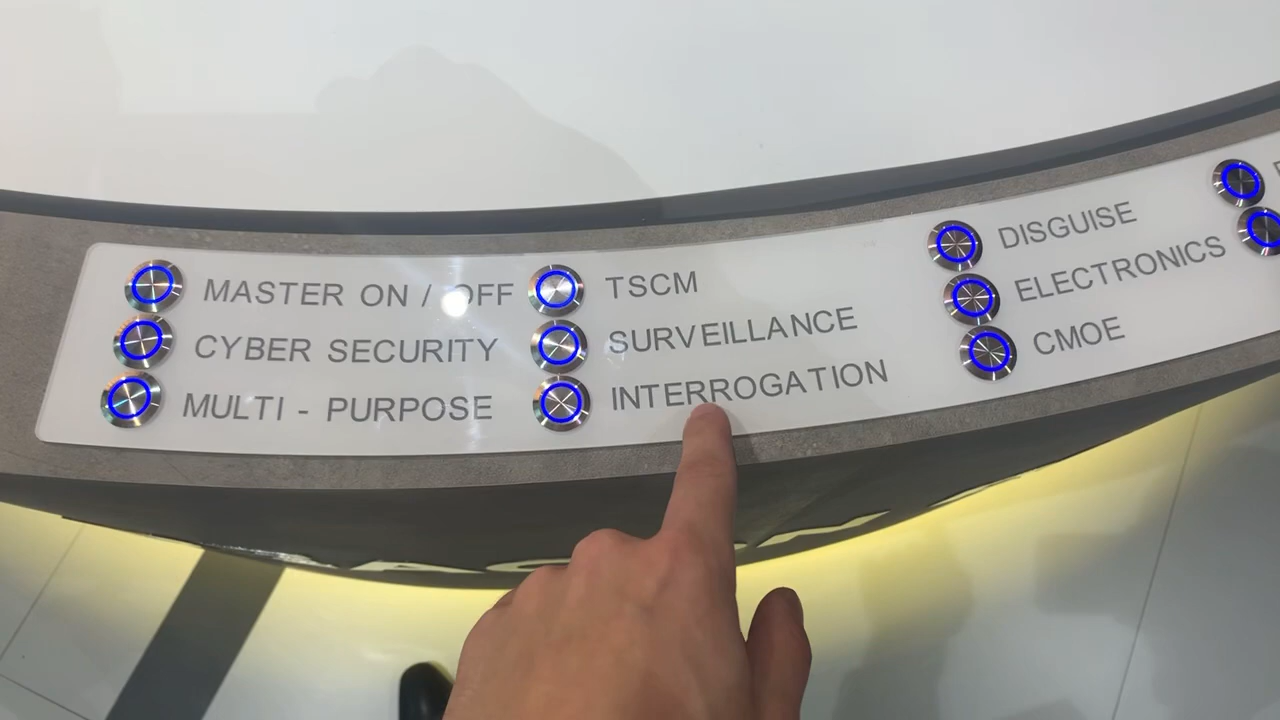 MASTER ON / OFF
CYBER SECURITY
MULTI - PURPOSE
TSCM
SURVEILLANCE
INTERROGATION
DISGUISE
ELECTRONICS
CMOE